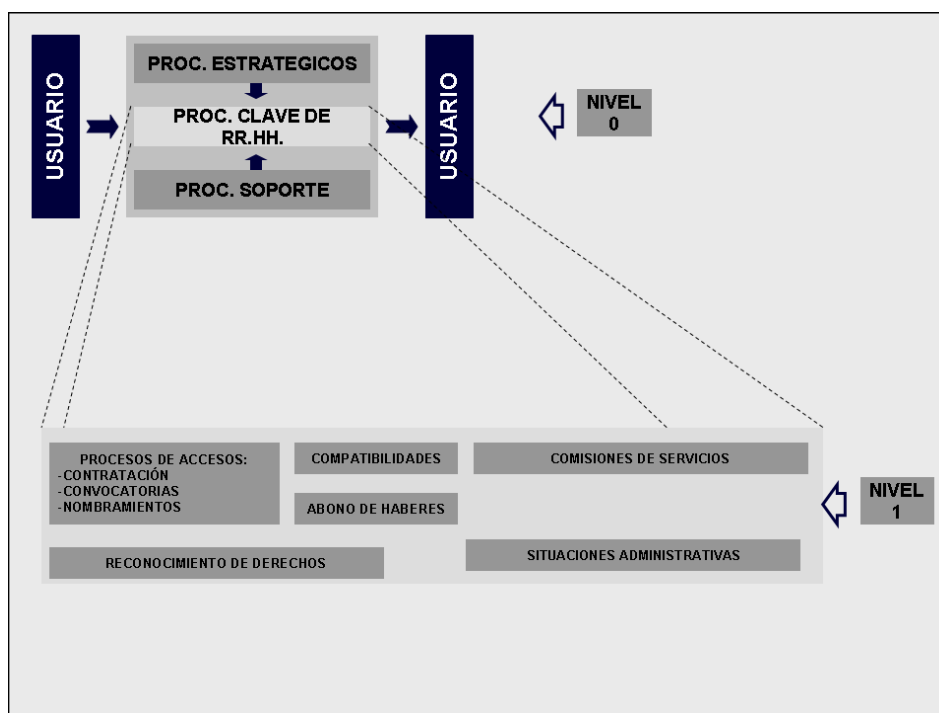 USUARIO
PROC. ESTRATEGICOS
PROC. CLAVE DE
RR.HH.
PROC. SOPORTE
USUARIO
NIVEL
0
PROCESOS DE ACCESOS:
-CONTRATACIÓN
-CONVOCATORIAS
-NOMBRAMIENTOS
COMPATIBILIDADES
COMISIONES DE SERVICIOS
ABONO DE HABERES
NIVEL
1
RECONOCIMIENTO DE DERECHOS
SITUACIONES ADMINISTRATIVAS